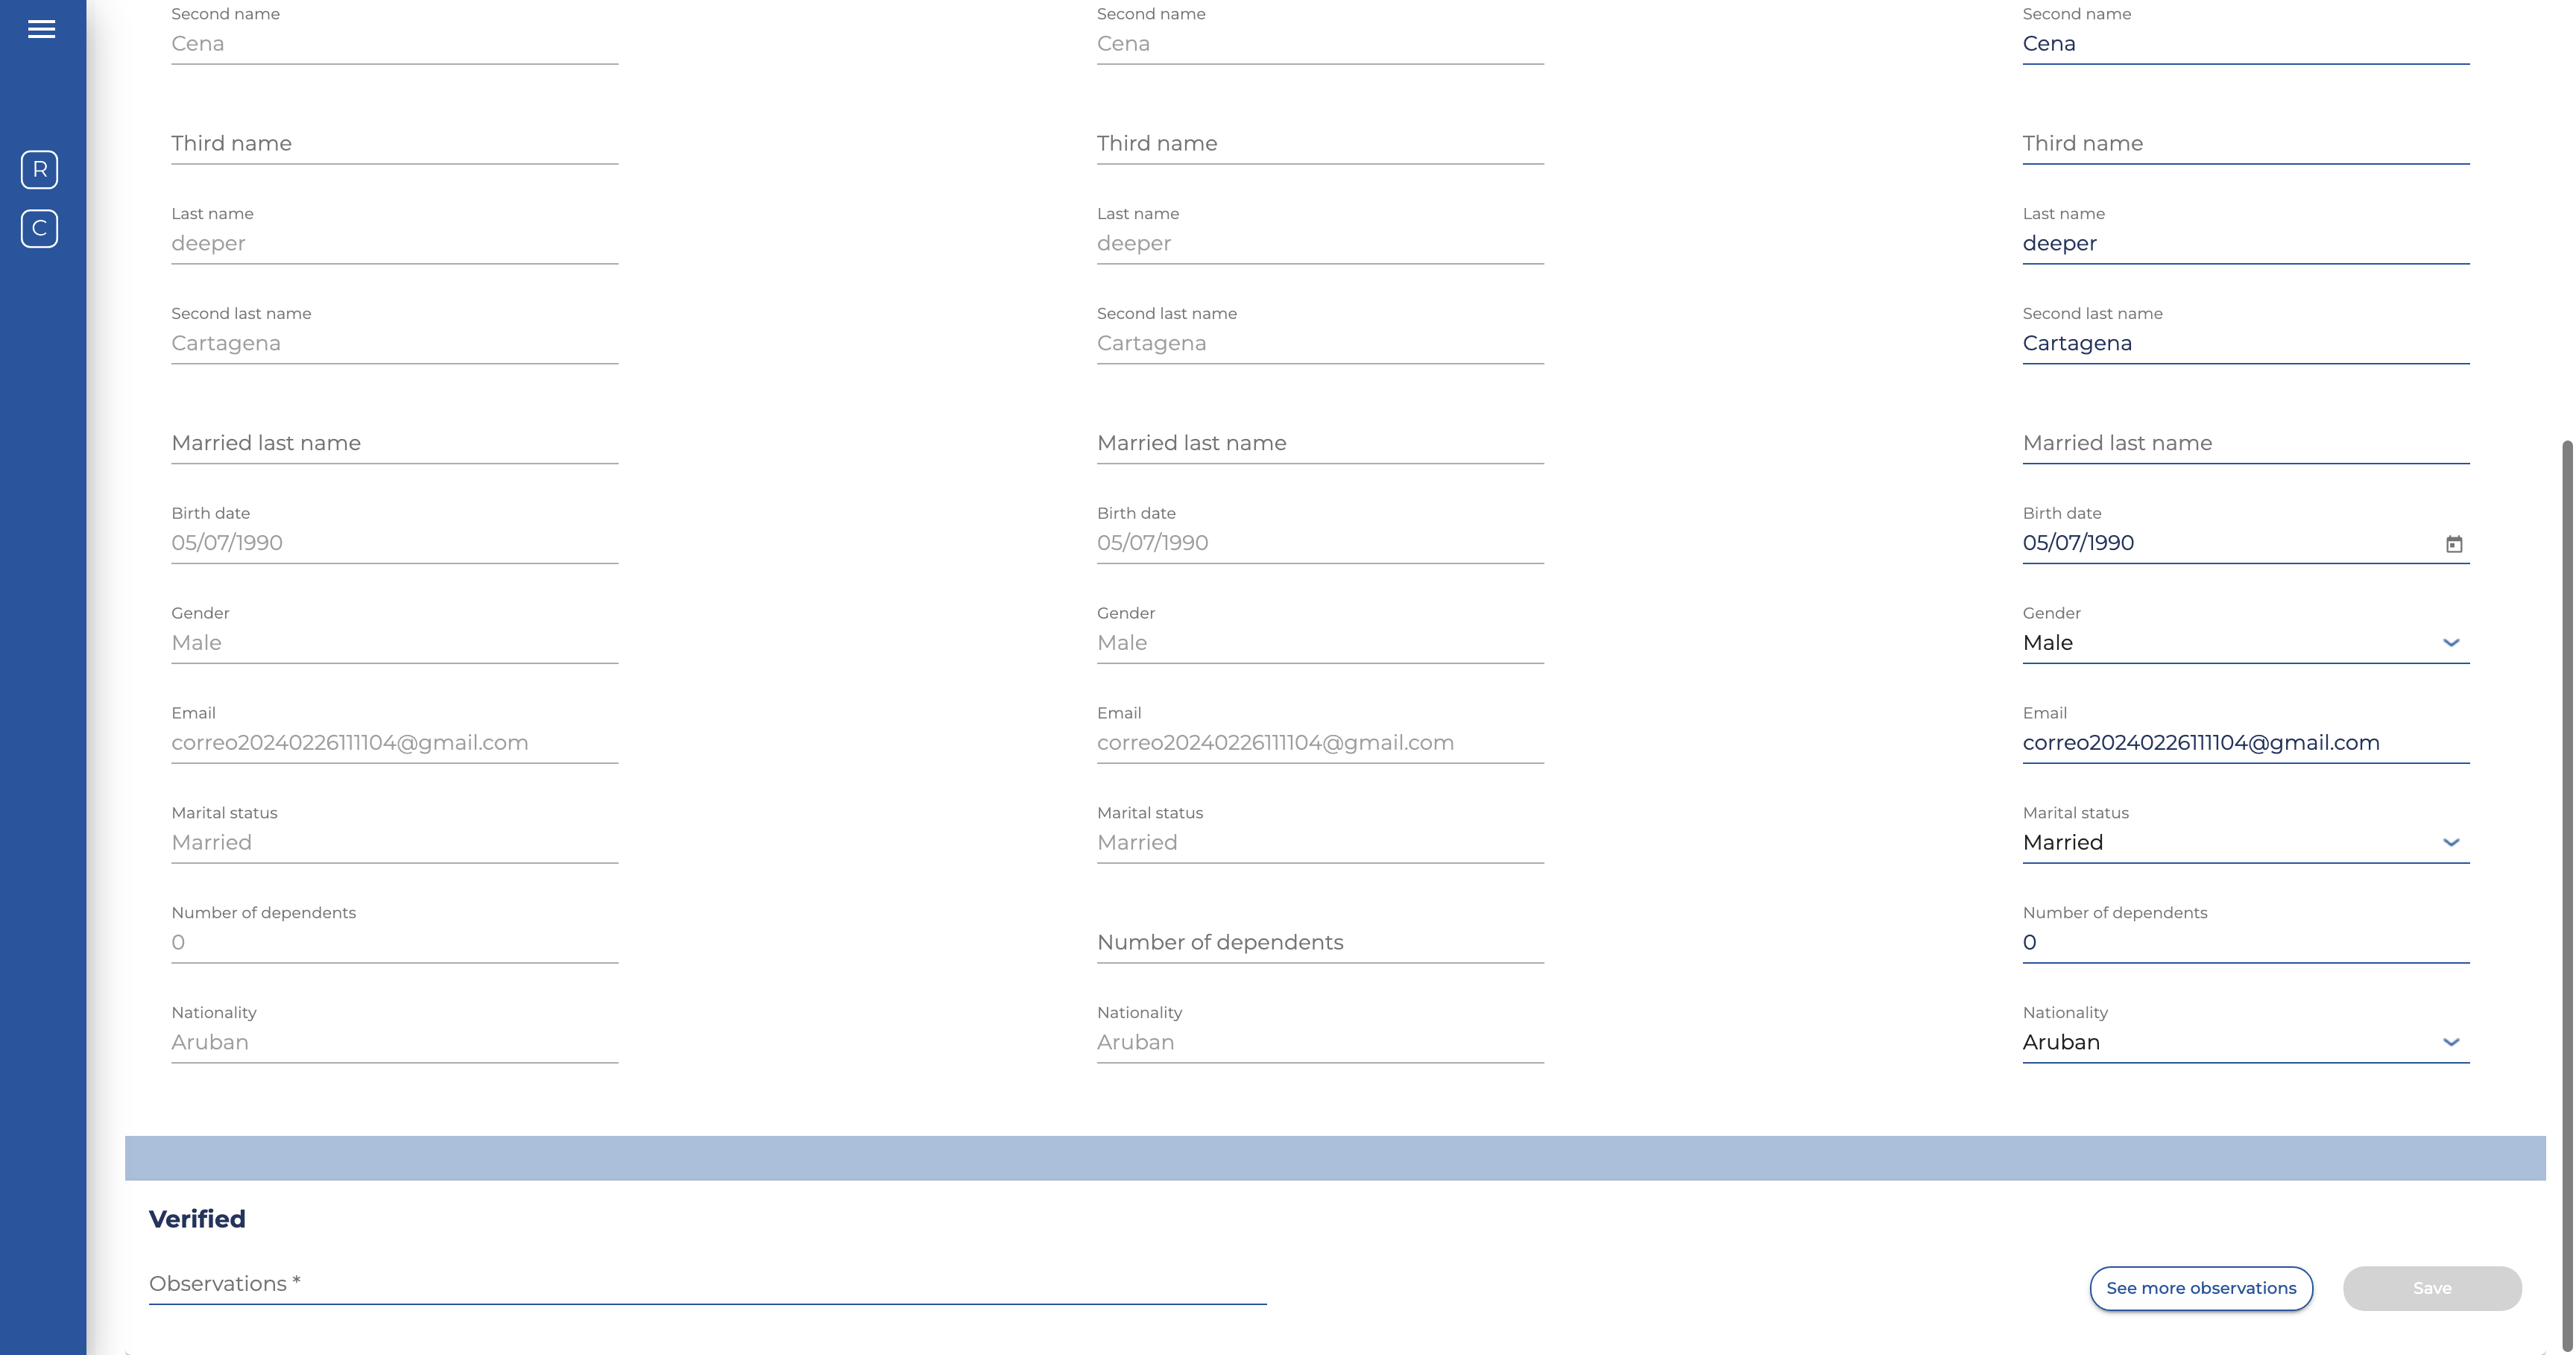 R
C
Second name Second name Second name
Cena Cena Cena
Third name Third name Third name
Last name Last name Last name
deeper deeper deeper
Second last name Second last name Second last name
Cartagena Cartagena Cartagena
Married last name Married last name Married last name
Birth date Birth date Birth date
05/07/1990 05/07/1990 05/07/1990
Gender Gender Gender
Male Male Male
Email Email Email
correo20240226111104@gmail.com correo20240226111104@gmail.com correo20240226111104@gmail.com
Marital status Marital status Marital status
Married Married Married
Number of dependents Number of dependents
0 Number of dependents 0
Nationality Nationality Nationality
Aruban Aruban Aruban
Verified
Observations * See more observations Save